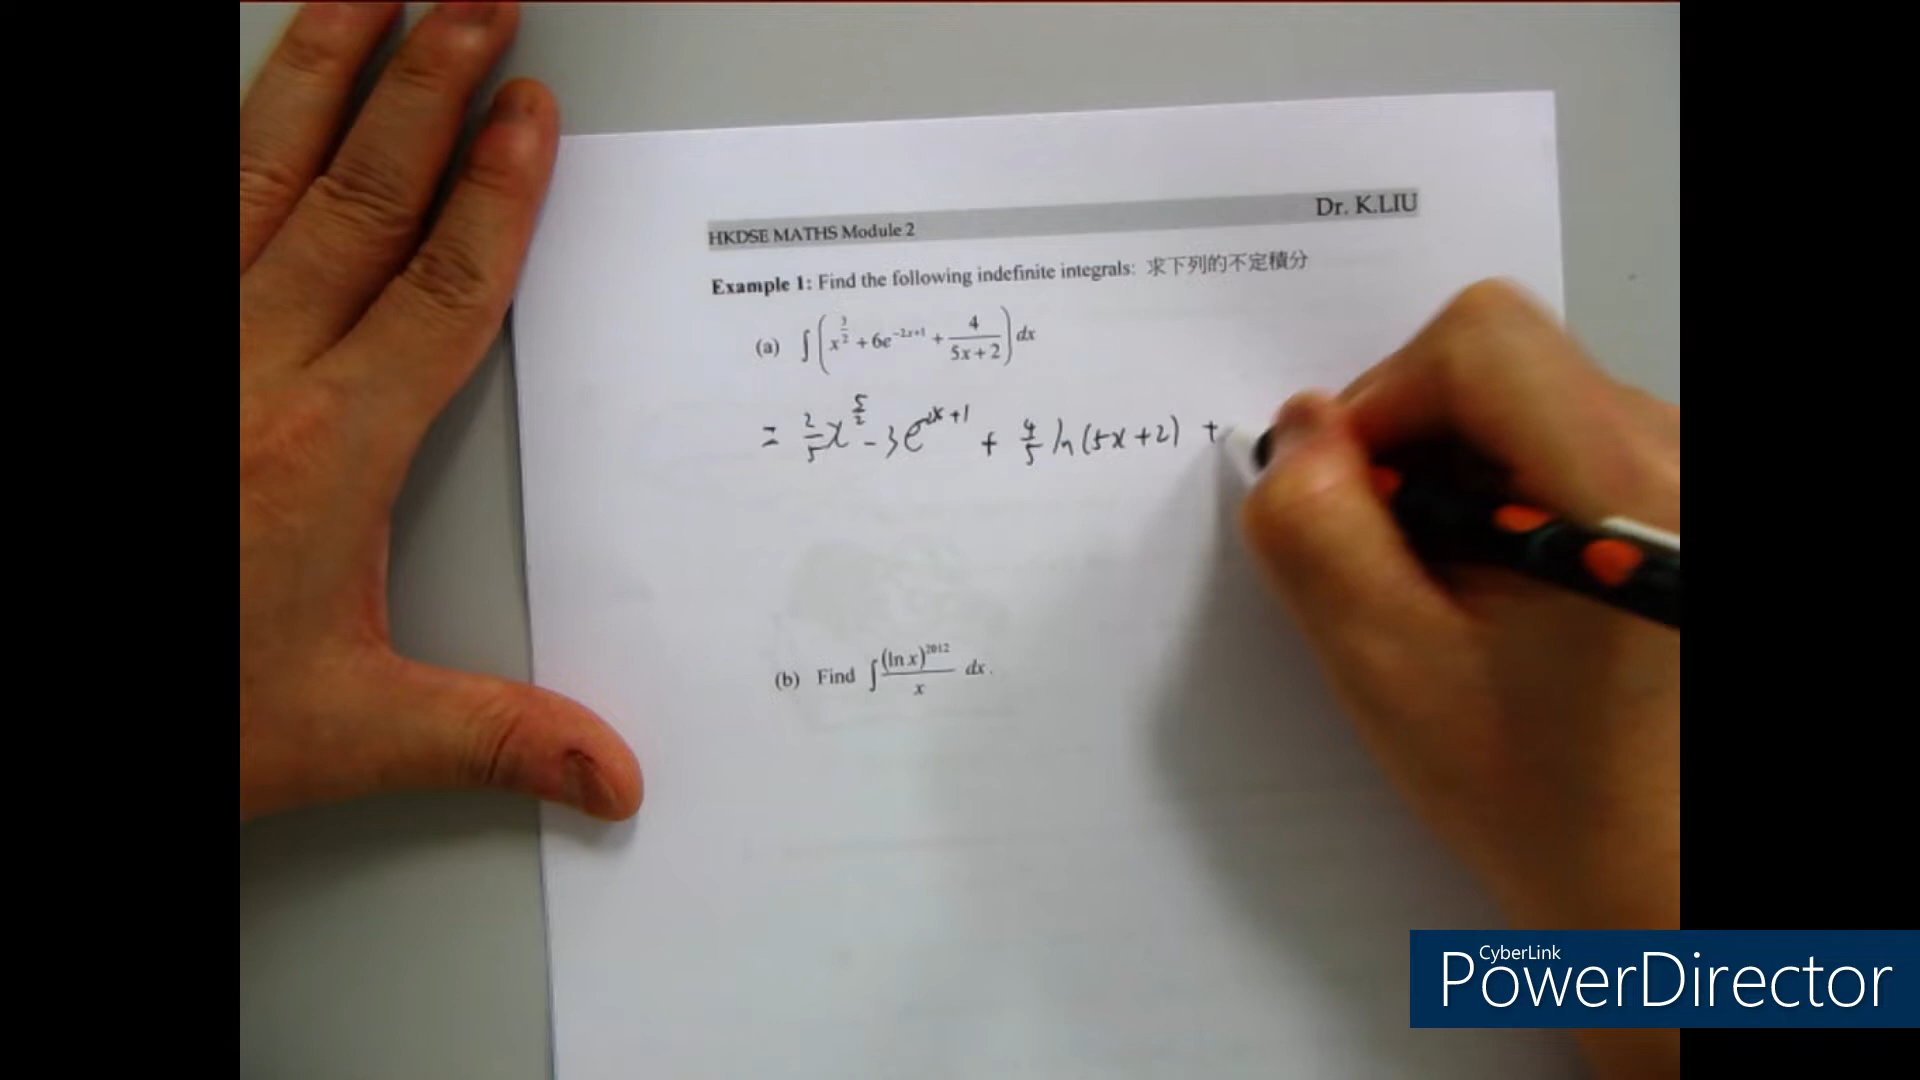 HKDSE MATHS Module 2 Dr. K.LIU
Example 1: Find the following indefinite integrals: 求下列的不定積分
(a) ∫ ( x^{3/2} + 6e^{-2x+1} + 4/(5x+2) ) dx
= 2/5 x^{5/2} - 3e^{-2x+1} + 4/5 ln(5x+2) +
(b) Find ∫ (ln x)^{2012}/x dx.
CyberLink
PowerDirector